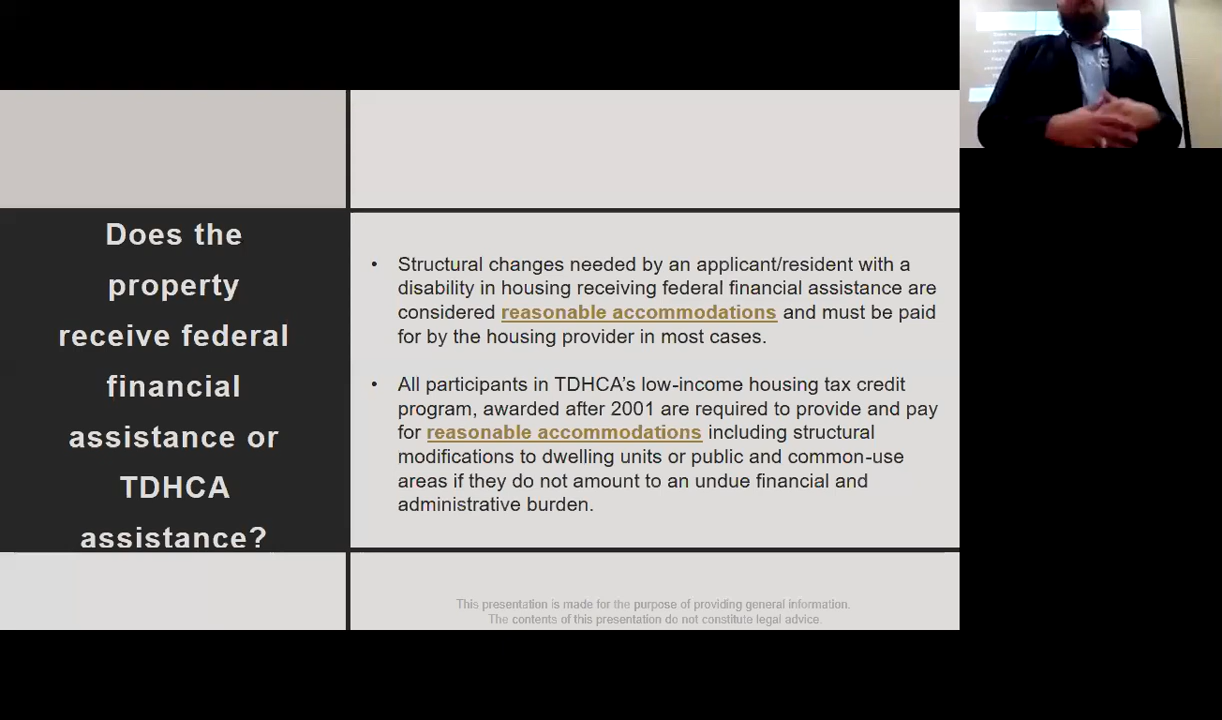 Does the
property
receive federal
financial
assistance or
TDHCA
assistance?
• Structural changes needed by an applicant/resident with a
disability in housing receiving federal financial assistance are
considered reasonable accommodations and must be paid
for by the housing provider in most cases.
• All participants in TDHCA's low-income housing tax credit
program, awarded after 2001 are required to provide and pay
for reasonable accommodations including structural
modifications to dwelling units or public and common-use
areas if they do not amount to an undue financial and
administrative burden.
This presentation is made for the purpose of providing general information.
The contents of this presentation do not constitute legal advice.